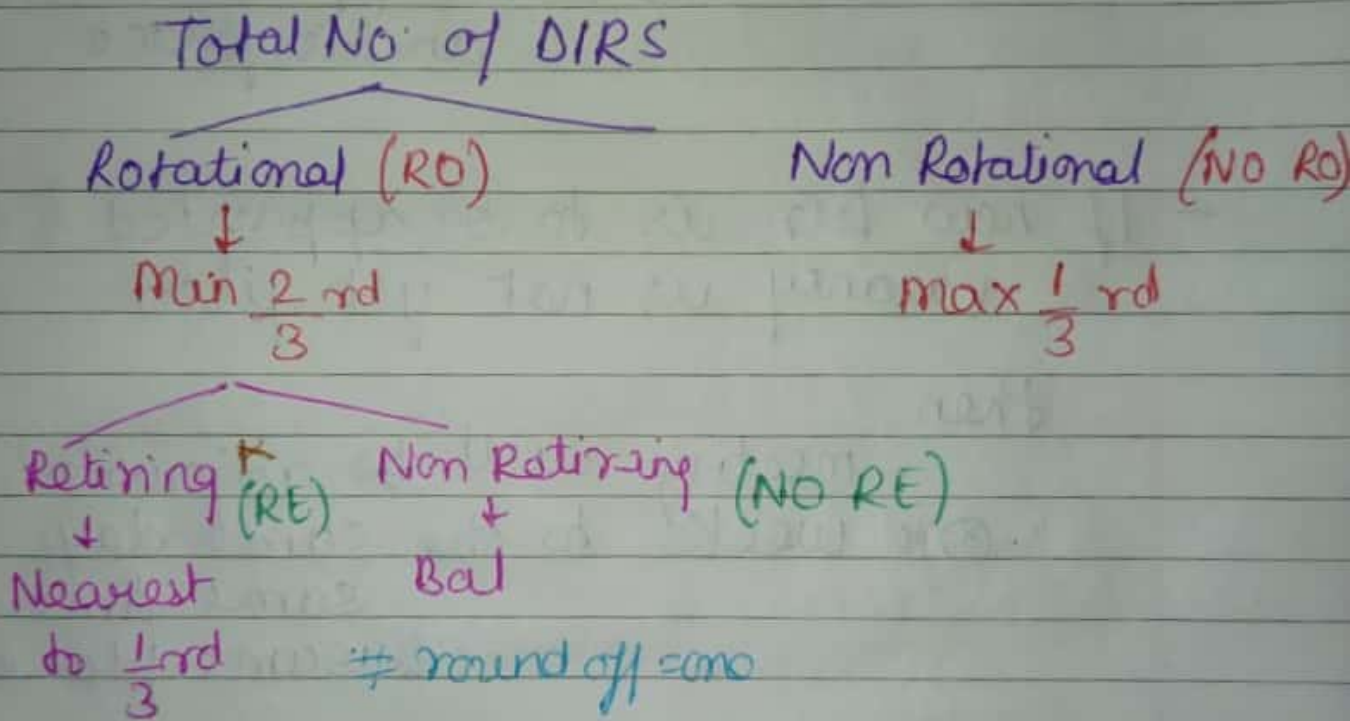 Total No. of DIRS
Rotational (RO) Non Rotational (NO RO)
↓ ↓
Min 2/3 rd max 1/3 rd
Retiring (RE) Non Retiring (NO RE)
↓ ↓
Nearest Bal
to 1/3 rd # round off =